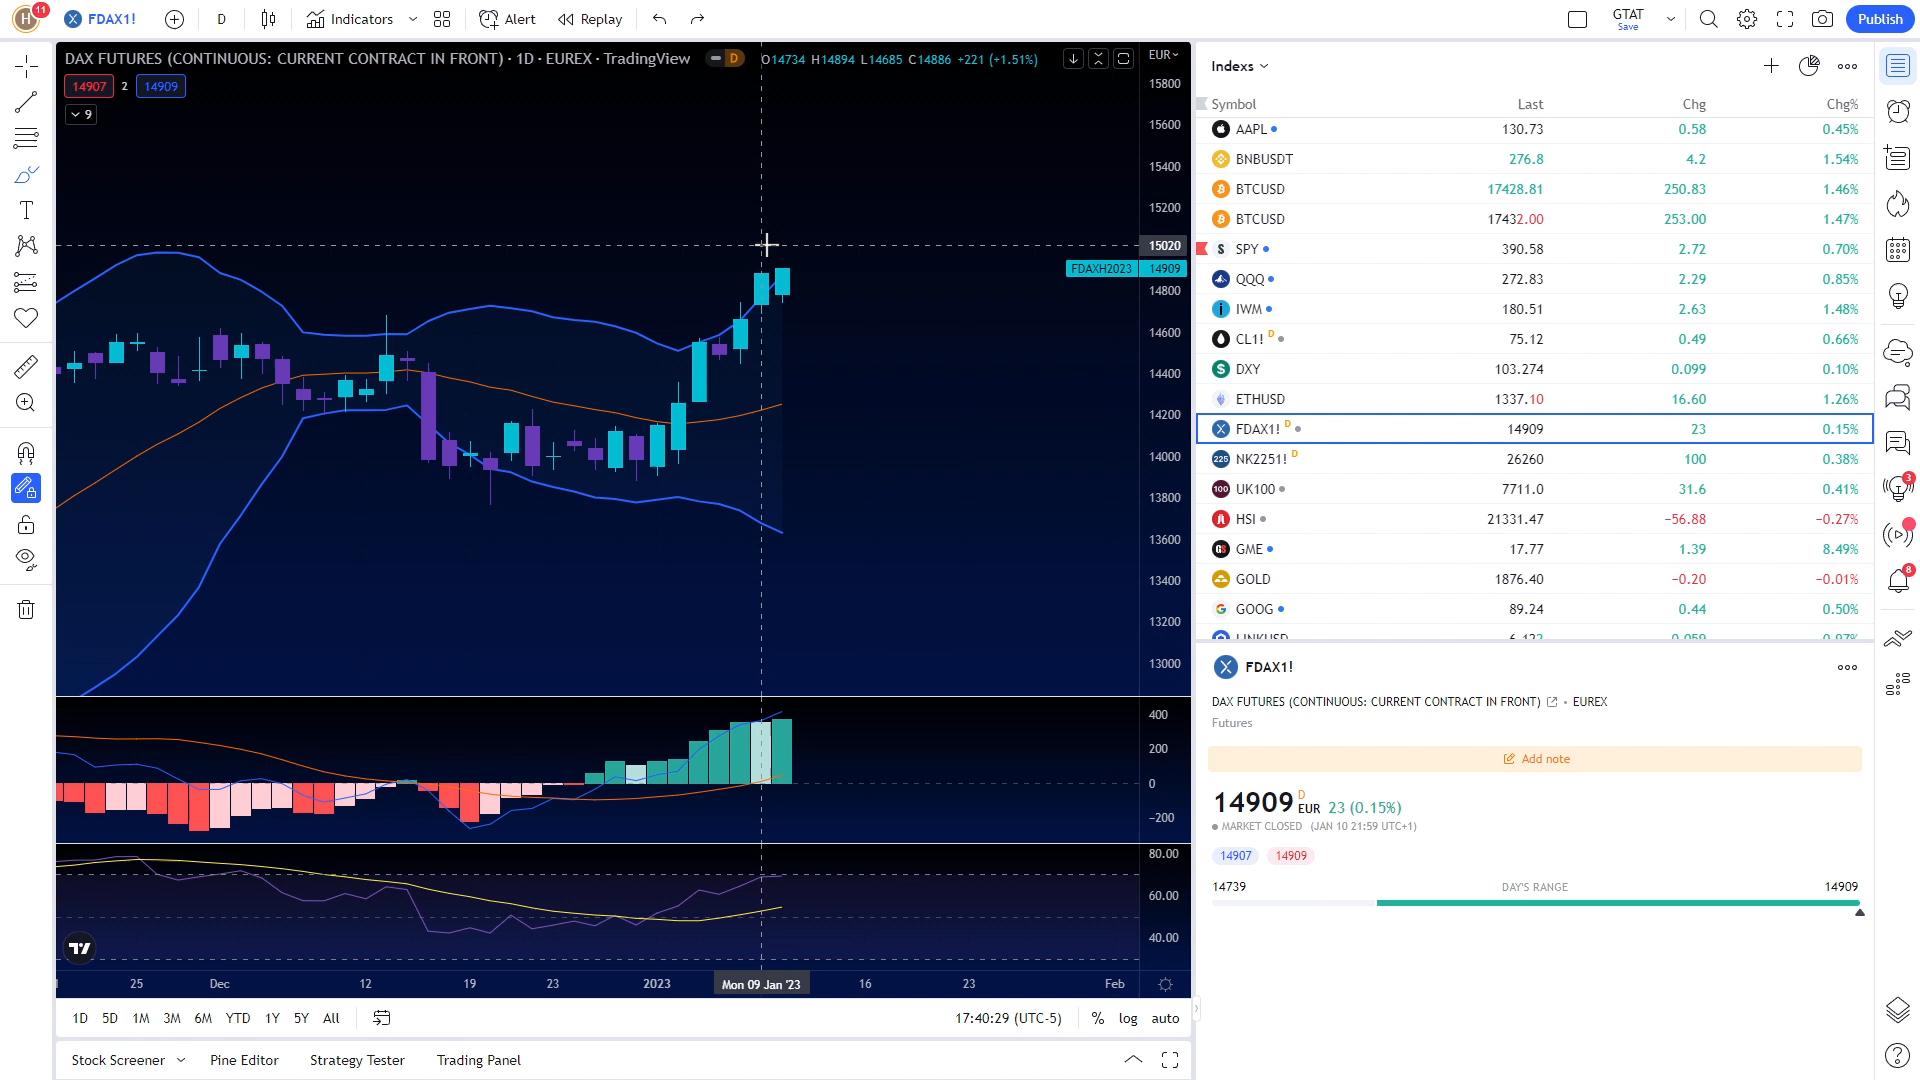 H 11 FDAX1! D Indicators Alert Replay GTAT Save Publish
DAX FUTURES (CONTINUOUS: CURRENT CONTRACT IN FRONT) · 1D · EUREX · TradingView D O14734 H14894 L14685 C14886 +221 (+1.51%) EUR
14907 2 14909
9
15800
15600
15400
15200
15020
FDAXH2023 14909
14800
14600
14400
14200
14000
13800
13600
13400
13200
13000
400
200
0
−200
80.00
60.00
40.00
25 Dec 12 19 23 2023 Mon 09 Jan '23 16 23 Feb
1D 5D 1M 3M 6M YTD 1Y 5Y All 17:40:29 (UTC-5) % log auto
Stock Screener Pine Editor Strategy Tester Trading Panel
Indexs
Symbol Last Chg Chg%
AAPL 130.73 0.58 0.45%
BNBUSDT 276.8 4.2 1.54%
BTCUSD 17428.81 250.83 1.46%
BTCUSD 17432.00 253.00 1.47%
S SPY 390.58 2.72 0.70%
QQQ 272.83 2.29 0.85%
IWM 180.51 2.63 1.48%
CL1! D 75.12 0.49 0.66%
DXY 103.274 0.099 0.10%
ETHUSD 1337.10 16.60 1.26%
FDAX1! D 14909 23 0.15%
225 NK2251! D 26260 100 0.38%
100 UK100 7711.0 31.6 0.41%
HSI 21331.47 −56.88 −0.27%
GME 17.77 1.39 8.49%
GOLD 1876.40 −0.20 −0.01%
GOOG 89.24 0.44 0.50%
FDAX1!
DAX FUTURES (CONTINUOUS: CURRENT CONTRACT IN FRONT) • EUREX
Futures
Add note
14909 D EUR 23 (0.15%)
MARKET CLOSED (JAN 10 21:59 UTC+1)
14907 14909
14739 DAY'S RANGE 14909
3
8